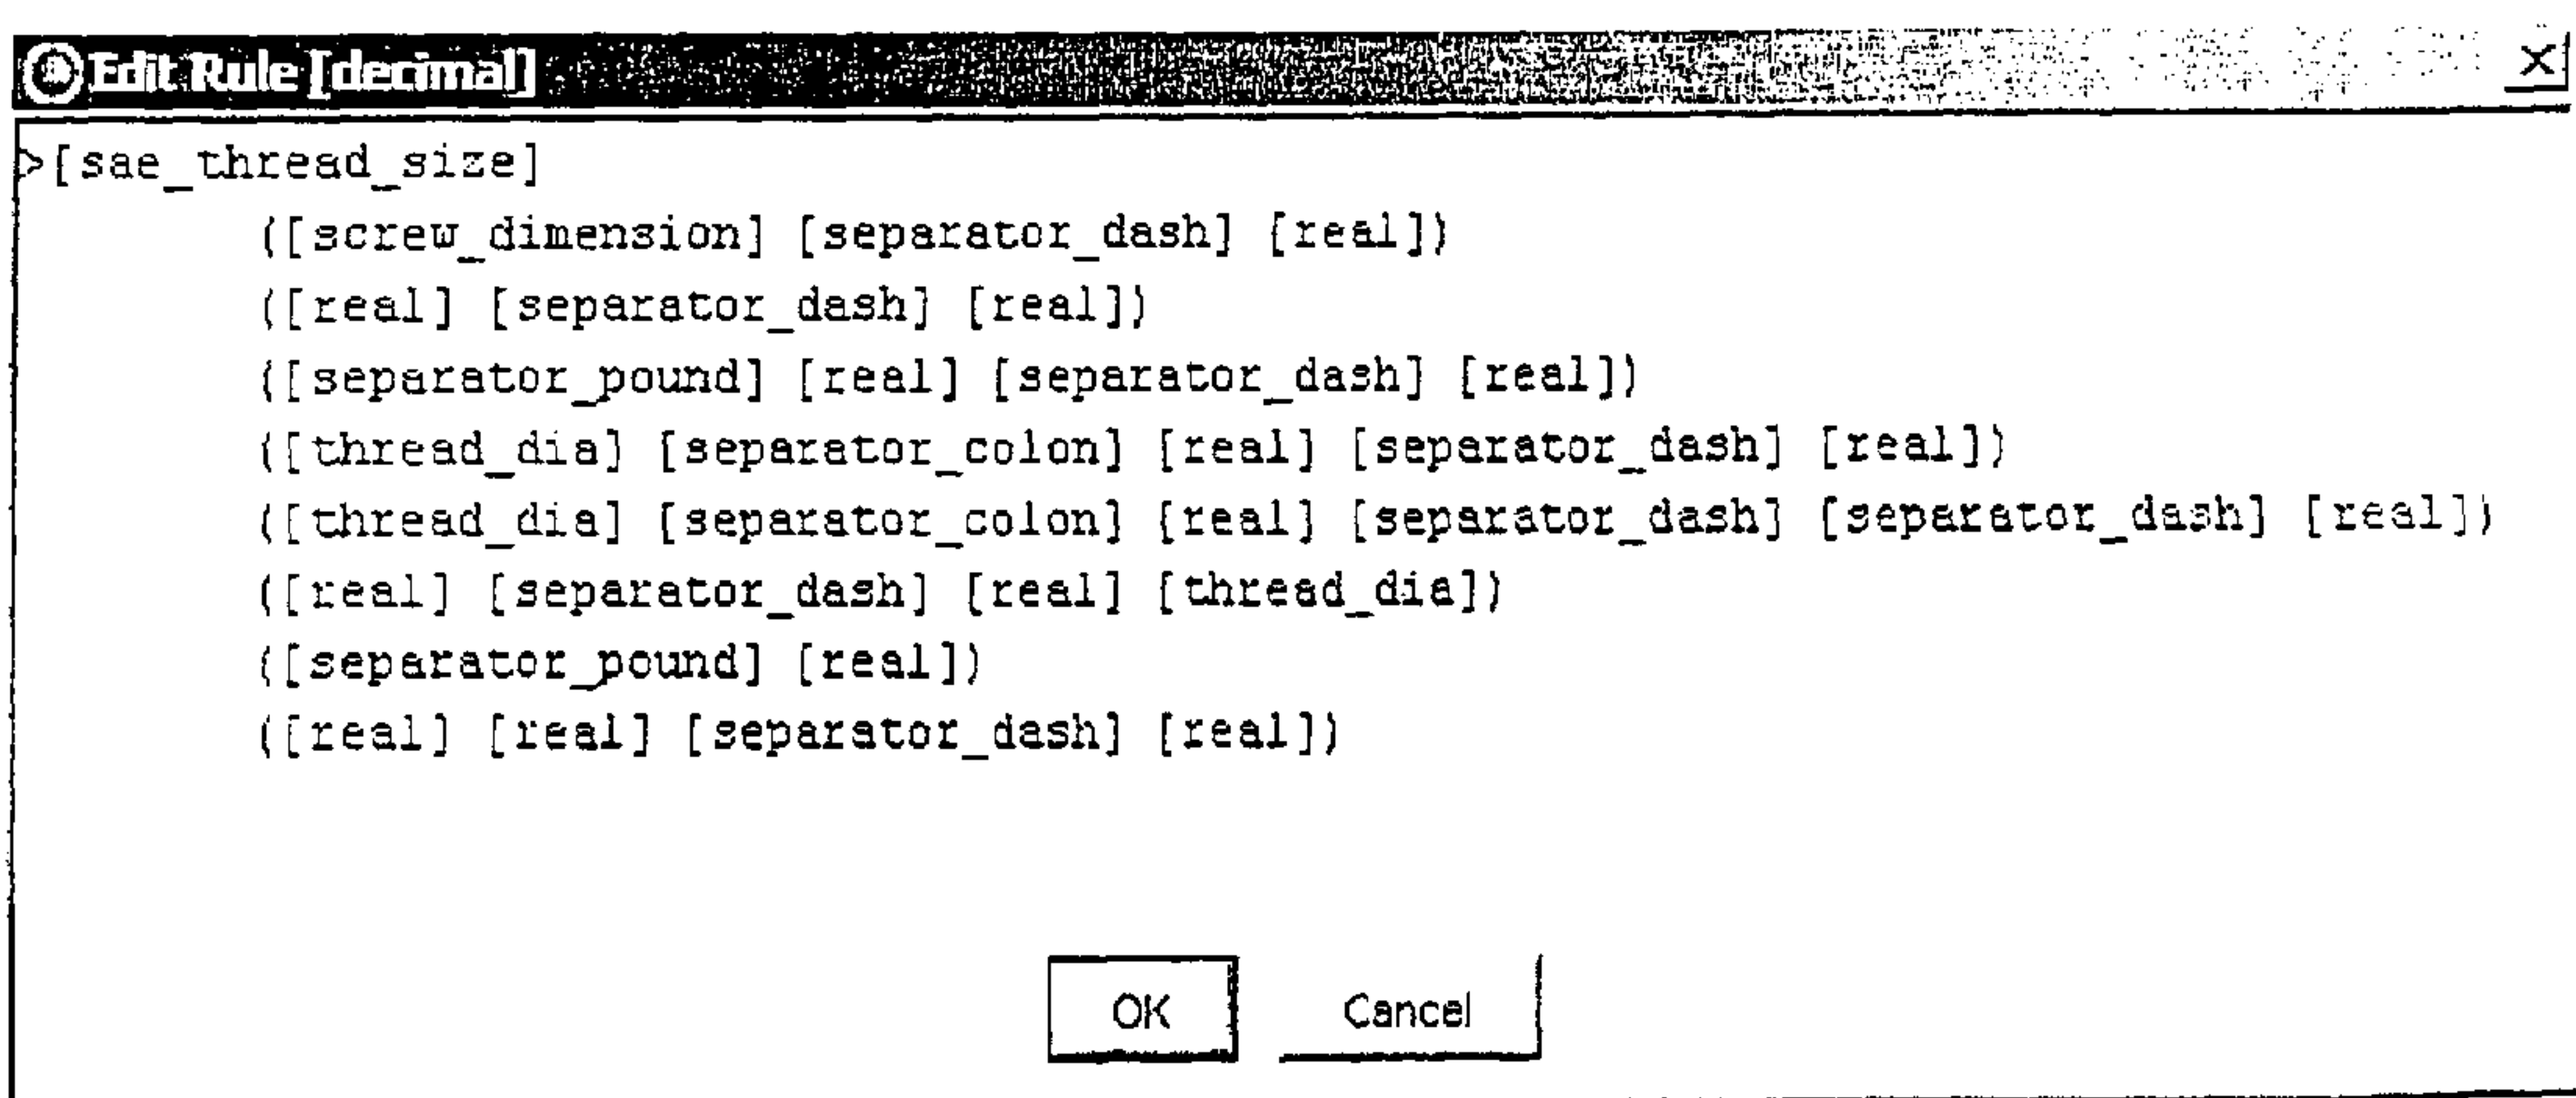 Edit Rule [decimal]
>[sae_thread_size]
([screw_dimension] [separator_dash] [real])
([real] [separator_dash] [real])
([separator_pound] [real] [separator_dash] [real])
([thread_dia] [separator_colon] [real] [separator_dash] [real])
([thread_dia] [separator_colon] [real] [separator_dash] [separator_dash] [real])
([real] [separator_dash] [real] [thread_dia])
([separator_pound] [real])
([real] [real] [separator_dash] [real])
OK Cancel